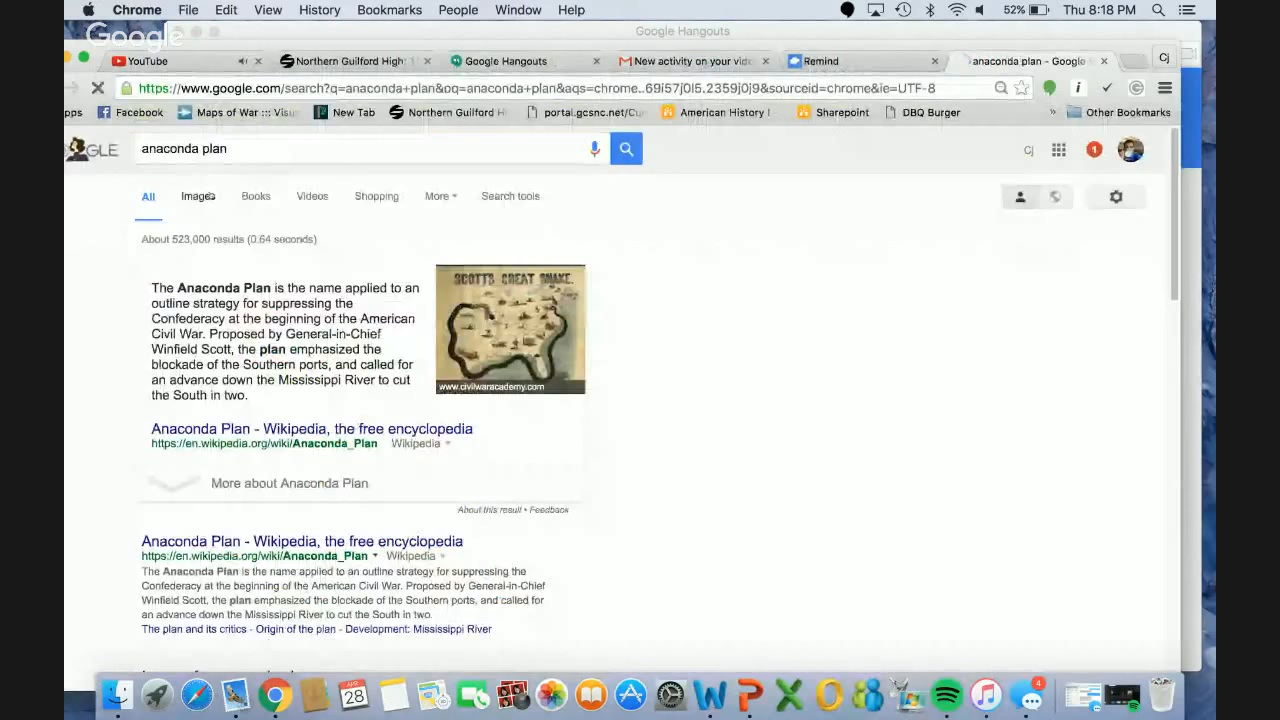 Chrome File Edit View History Bookmarks People Window Help 52% Thu 8:18 PM
Google
Google Hangouts
YouTube Northern Guilford High Google Hangouts New activity on your vid Remind anaconda plan - Google Cj
https://www.google.com/search?q=anaconda+plan&oq=anaconda+plan&aqs=chrome..69i57j0l5.2359j0j9&sourceid=chrome&ie=UTF-8
pps Facebook Maps of War ::: Visua New Tab Northern Guilford H portal.gcsnc.net/Cur American History I Sharepoint DBQ Burger » Other Bookmarks
GLE anaconda plan Cj 1
All Images Books Videos Shopping More Search tools
About 523,000 results (0.64 seconds)
SCOTT'S GREAT SNAKE.
The Anaconda Plan is the name applied to an
outline strategy for suppressing the
Confederacy at the beginning of the American
Civil War. Proposed by General-in-Chief
Winfield Scott, the plan emphasized the
blockade of the Southern ports, and called for
an advance down the Mississippi River to cut
the South in two.
www.civilwaracademy.com
Anaconda Plan - Wikipedia, the free encyclopedia
https://en.wikipedia.org/wiki/Anaconda_Plan Wikipedia
More about Anaconda Plan
About this result • Feedback
Anaconda Plan - Wikipedia, the free encyclopedia
https://en.wikipedia.org/wiki/Anaconda_Plan Wikipedia
The Anaconda Plan is the name applied to an outline strategy for suppressing the
Confederacy at the beginning of the American Civil War. Proposed by General-in-Chief
Winfield Scott, the plan emphasized the blockade of the Southern ports, and called for
an advance down the Mississippi River to cut the South in two.
The plan and its critics - Origin of the plan - Development: Mississippi River
28
4